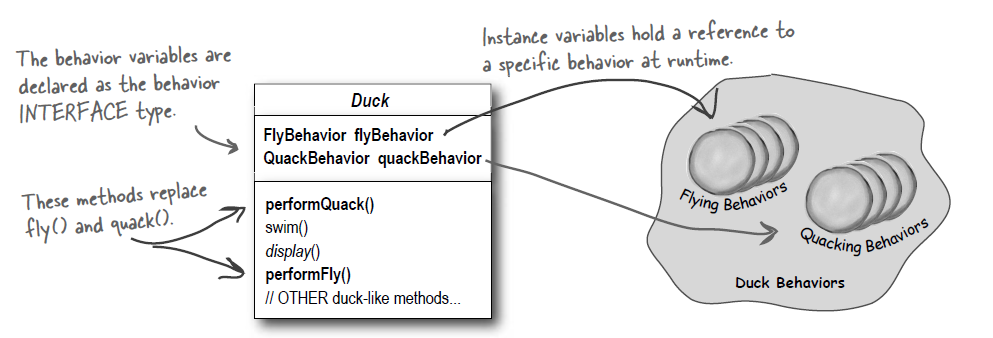 The behavior variables are
declared as the behavior
INTERFACE type.
These methods replace
fly() and quack().
Duck
FlyBehavior flyBehavior
QuackBehavior quackBehavior
performQuack()
swim()
display()
performFly()
// OTHER duck-like methods...
Instance variables hold a reference to
a specific behavior at runtime.
Flying Behaviors
Quacking Behaviors
Duck Behaviors